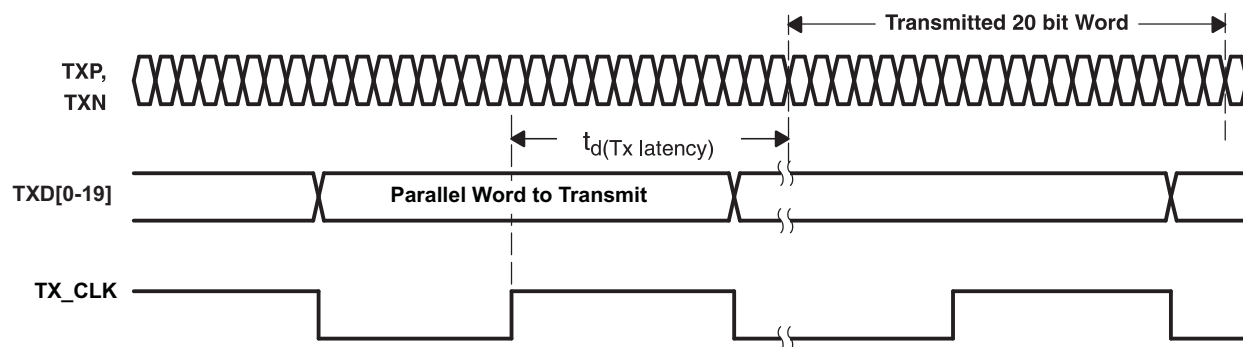 Transmitted 20 bit Word
TXP,
TXN
td(Tx latency)
TXD[0-19]
Parallel Word to Transmit
TX_CLK